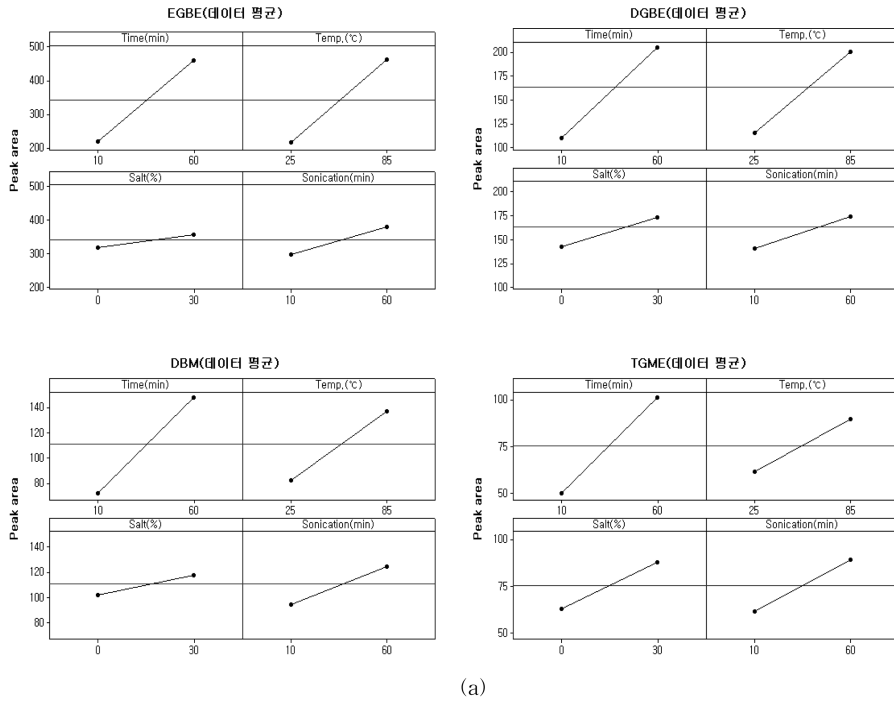 EGBE(데이터 평균)
Time(min)
Temp.(℃)
500
400
300
200
10
60
25
85
Salt(%)
Sonication(min)
500
400
300
200
0
30
10
60
Peak area
DGBE(데이터 평균)
Time(min)
Temp.(℃)
200
175
150
125
100
10
60
25
85
Salt(%)
Sonication(min)
200
175
150
125
100
0
30
10
60
Peak area
DBM(데이터 평균)
Time(min)
Temp.(℃)
140
120
100
80
10
60
25
85
Salt(%)
Sonication(min)
140
120
100
80
0
30
10
60
Peak area
TGME(데이터 평균)
Time(min)
Temp.(℃)
100
75
50
10
60
25
85
Salt(%)
Sonication(min)
100
75
50
0
30
10
60
Peak area
(a)